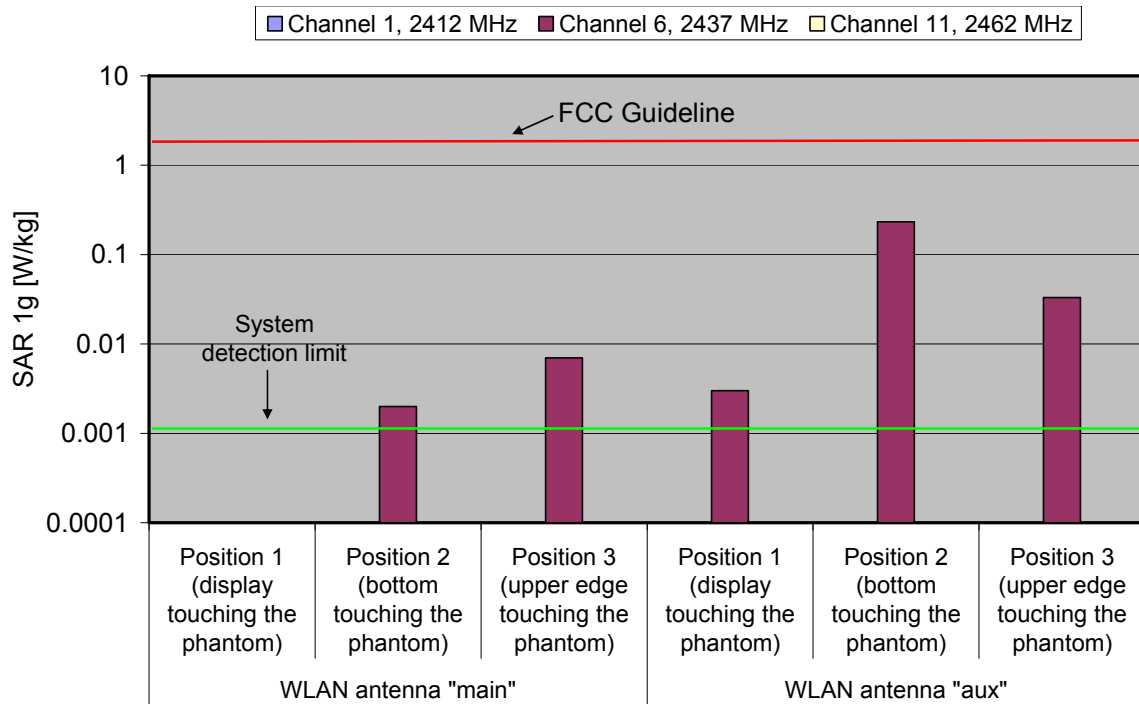 Channel 1, 2412 MHz Channel 6, 2437 MHz Channel 11, 2462 MHz
10
FCC Guideline
1
SAR 1g [W/kg]
0.1
System
detection limit
0.01
0.001
0.0001
Position 1
(display
touching the
phantom)
Position 2
(bottom
touching the
phantom)
Position 3
(upper edge
touching the
phantom)
Position 1
(display
touching the
phantom)
Position 2
(bottom
touching the
phantom)
Position 3
(upper edge
touching the
phantom)
WLAN antenna "main"
WLAN antenna "aux"